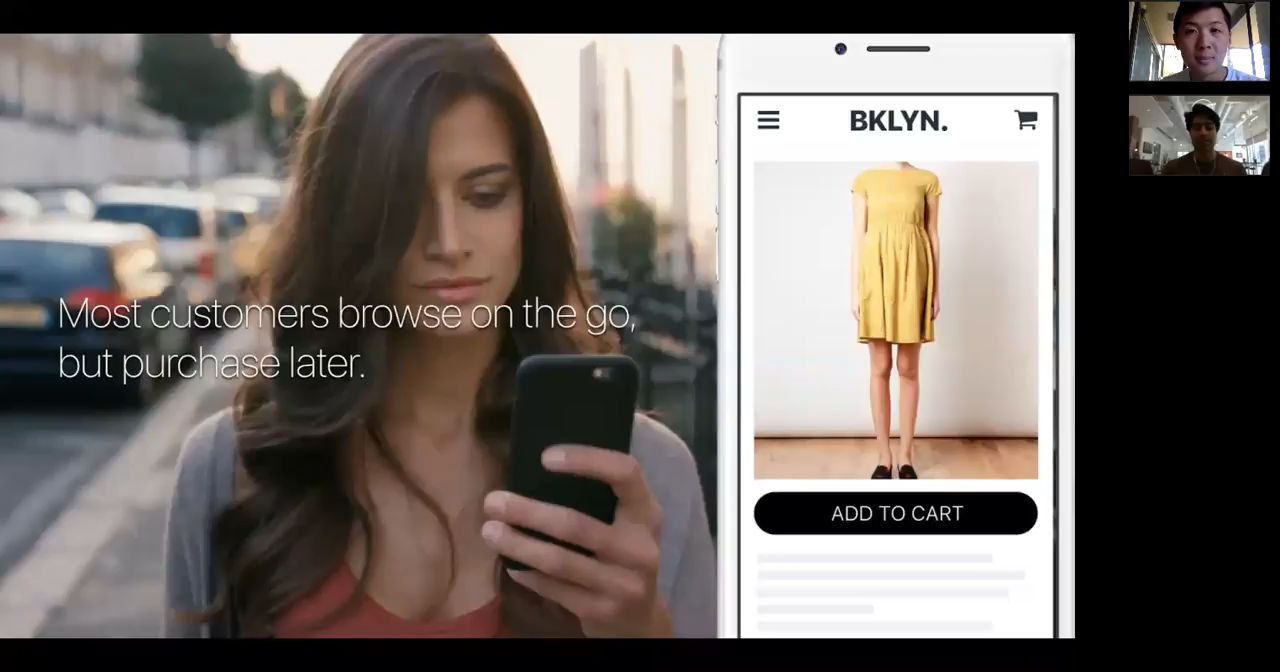 Most customers browse on the go,
but purchase later.
BKLYN.
ADD TO CART